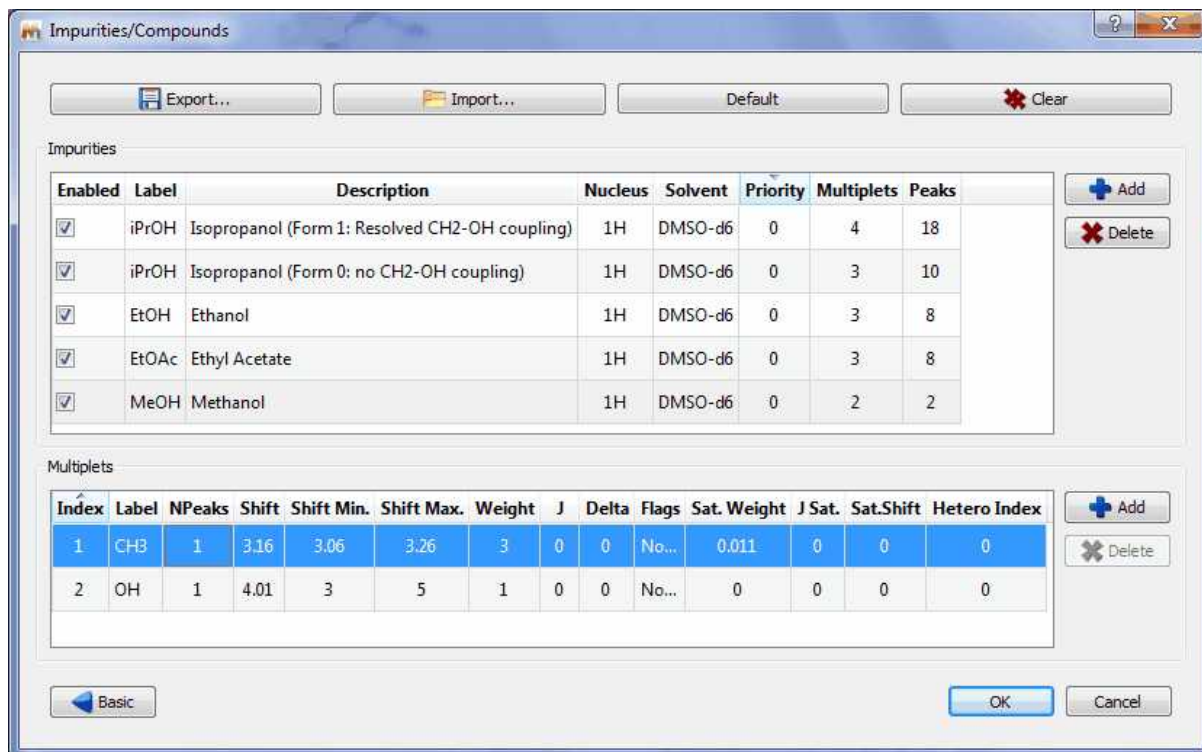 Impurities/Compounds
Export... Import... Default Clear
Impurities
Enabled Label Description Nucleus Solvent Priority Multiplets Peaks
iPrOH Isopropanol (Form 1: Resolved CH2-OH coupling) 1H DMSO-d6 0 4 18
iPrOH Isopropanol (Form 0: no CH2-OH coupling) 1H DMSO-d6 0 3 10
EtOH Ethanol 1H DMSO-d6 0 3 8
EtOAc Ethyl Acetate 1H DMSO-d6 0 3 8
MeOH Methanol 1H DMSO-d6 0 2 2
Add
Delete
Multiplets
Index Label NPeaks Shift Shift Min. Shift Max. Weight J Delta Flags Sat. Weight J Sat. Sat.Shift Hetero Index
1 CH3 1 3.16 3.06 3.26 3 0 0 No... 0.011 0 0 0
2 OH 1 4.01 3 5 1 0 0 No... 0 0 0 0
Add
Delete
Basic OK Cancel